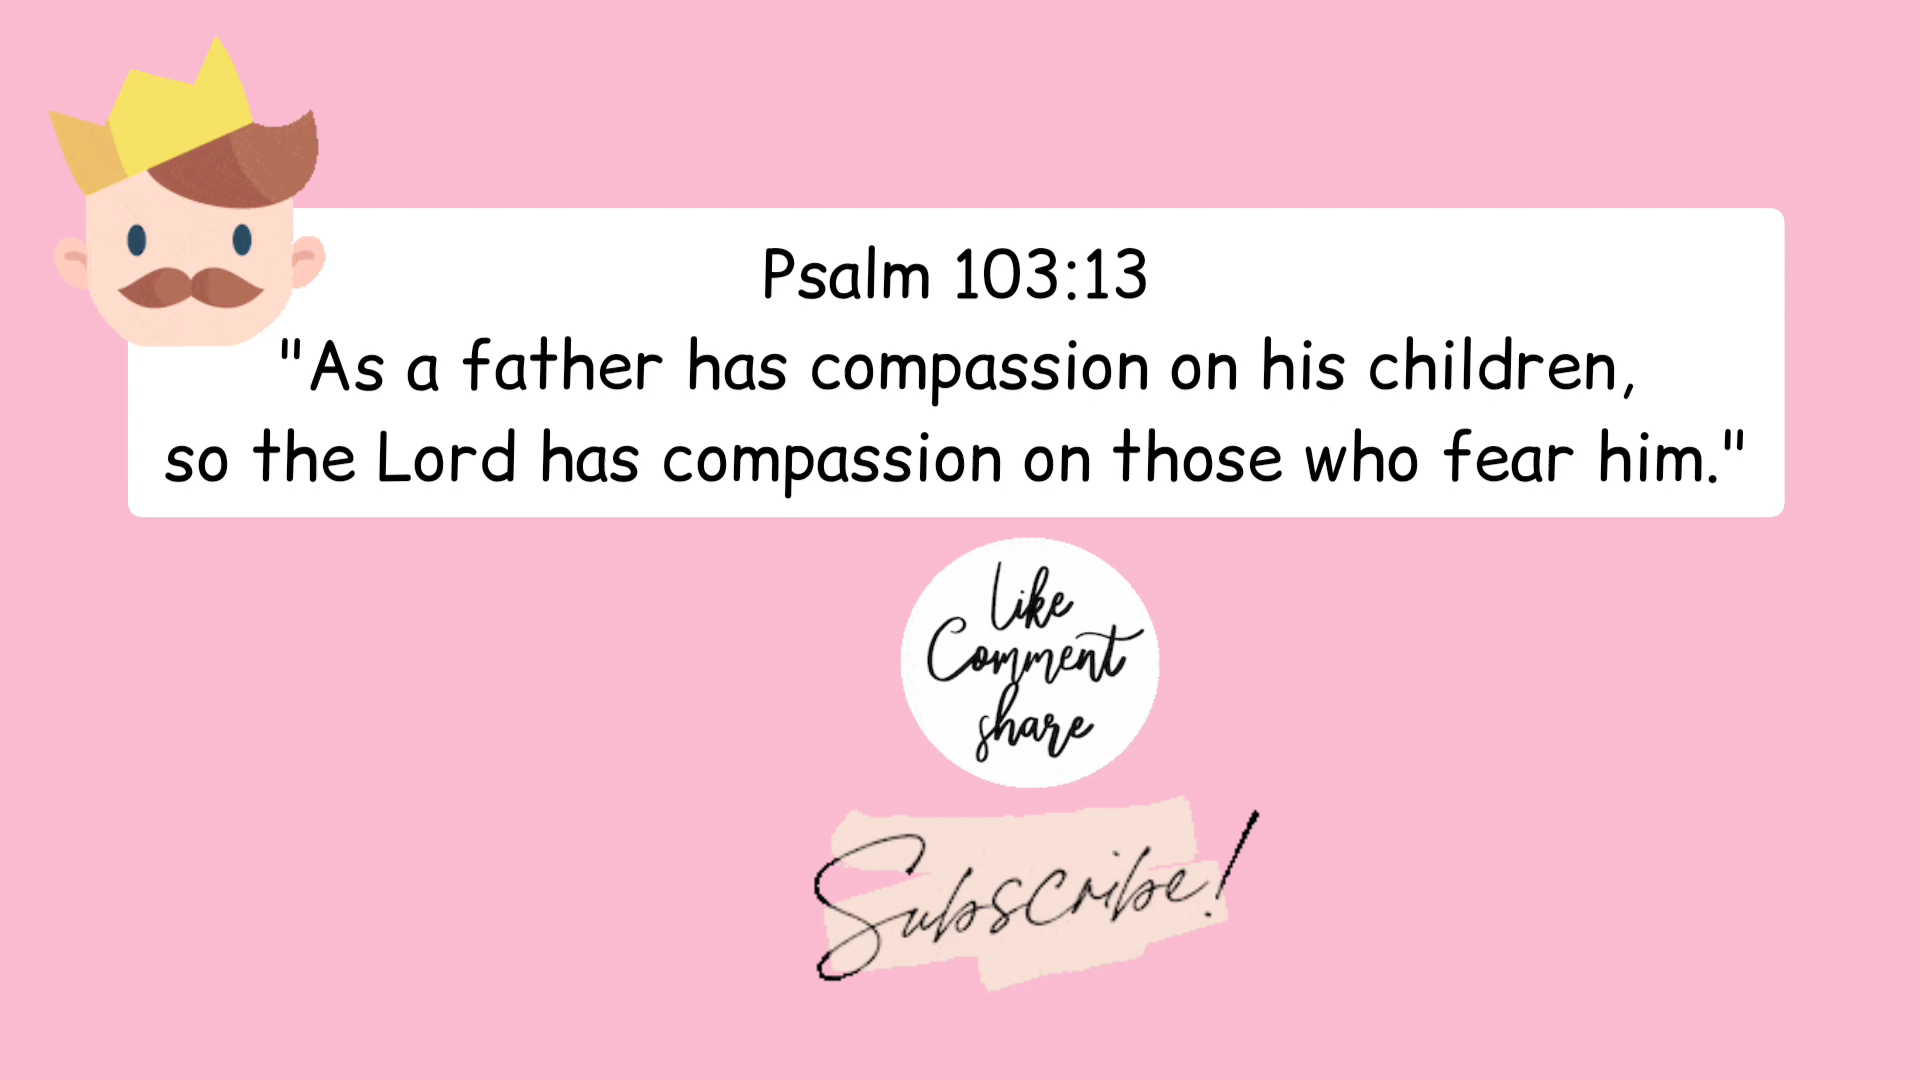 Psalm 103:13
"As a father has compassion on his children,
so the Lord has compassion on those who fear him."
like
Comment
share
Subscribe!